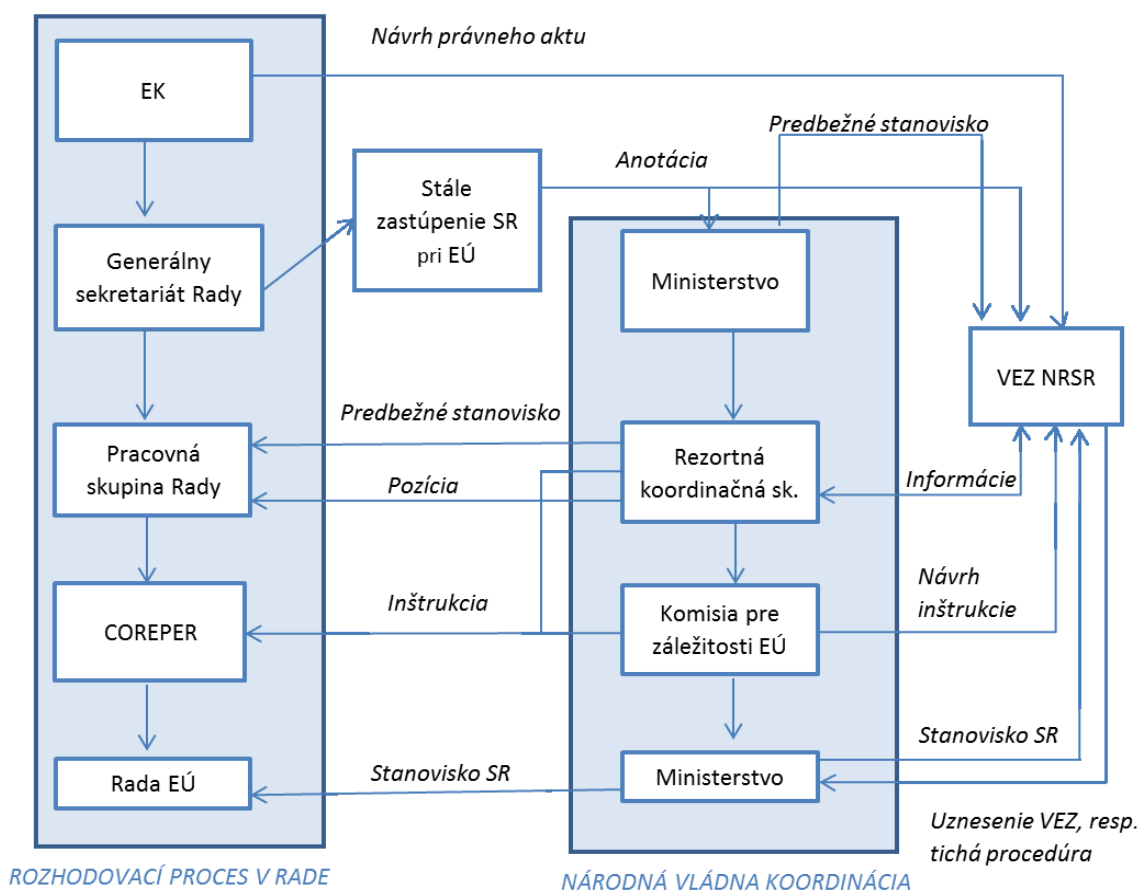 Návrh právneho aktu
EK
Predbežné stanovisko
Anotácia
Stále
zastúpenie SR
pri EÚ
Generálny
sekretariát Rady
Ministerstvo
VEZ NRSR
Predbežné stanovisko
Pracovná
skupina Rady
Pozícia
Rezortná
koordinačná sk.
Informácie
COREPER
Inštrukcia
Komisia pre
záležitosti EÚ
Návrh
inštrukcie
Rada EÚ
Stanovisko SR
Ministerstvo
Stanovisko SR
Uznesenie VEZ, resp.
tichá procedúra
ROZHODOVACÍ PROCES V RADE
NÁRODNÁ VLÁDNA KOORDINÁCIA